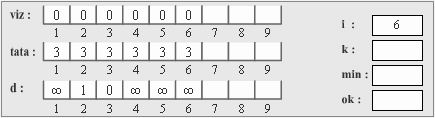 viz : 0 0 0 0 0 0
1 2 3 4 5 6 7 8 9
tata : 3 3 3 3 3 3
1 2 3 4 5 6 7 8 9
d : ∞ 1 0 ∞ ∞ ∞
1 2 3 4 5 6 7 8 9
i : 6
k :
min :
ok :